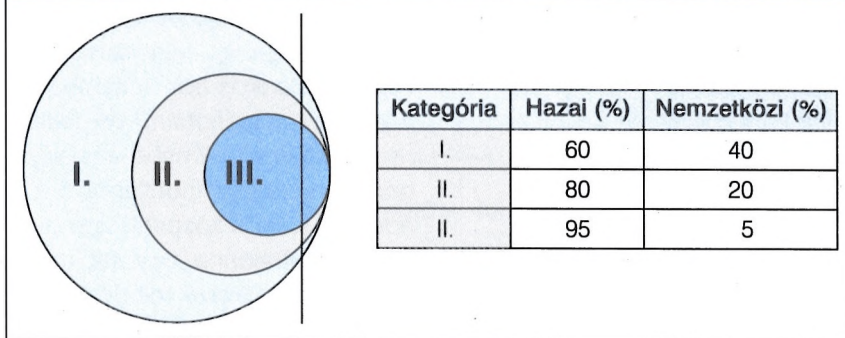 I. II. III.
Kategória Hazai (%) Nemzetközi (%)
I. 60 40
II. 80 20
II. 95 5